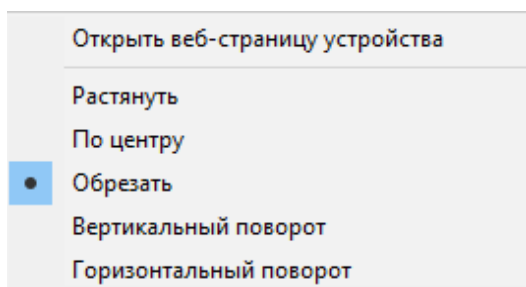 Открыть веб-страницу устройства
Растянуть
По центру
Обрезать
Вертикальный поворот
Горизонтальный поворот